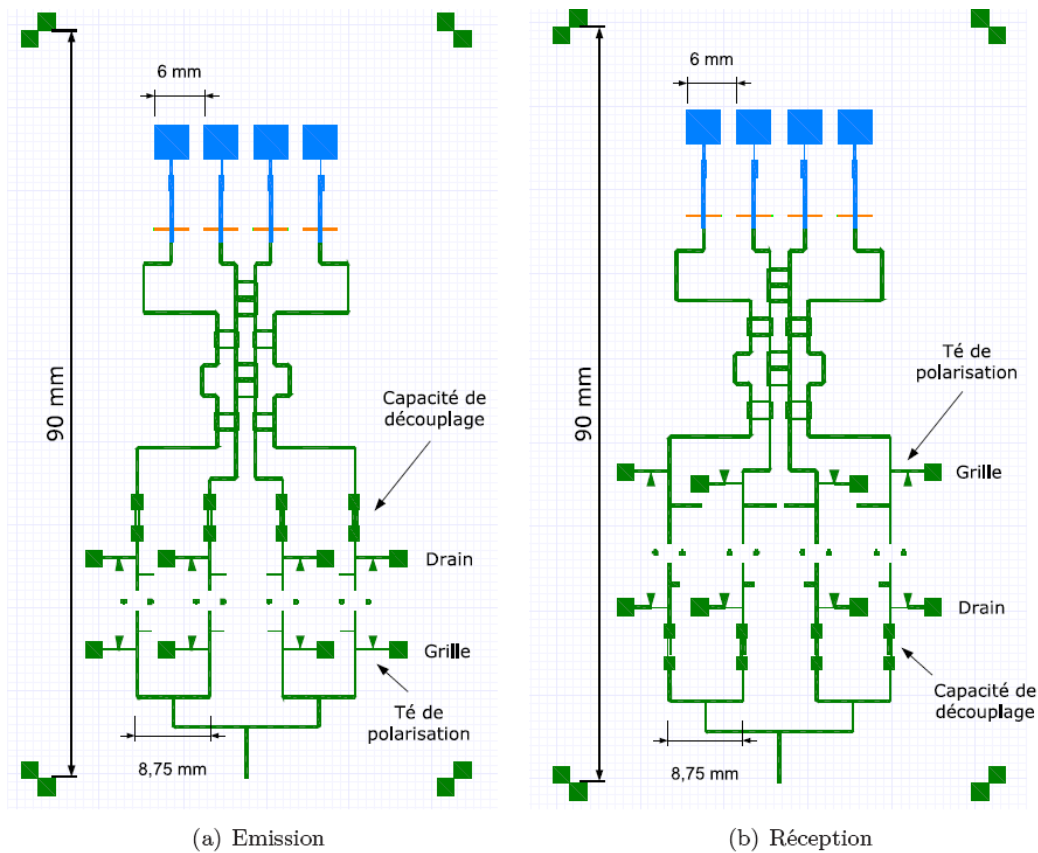 6 mm
90 mm
Capacité de
découplage
Drain
Grille
Té de
polarisation
8,75 mm
(a) Emission
6 mm
90 mm
Té de
polarisation
Grille
Drain
Capacité de
découplage
8,75 mm
(b) Réception